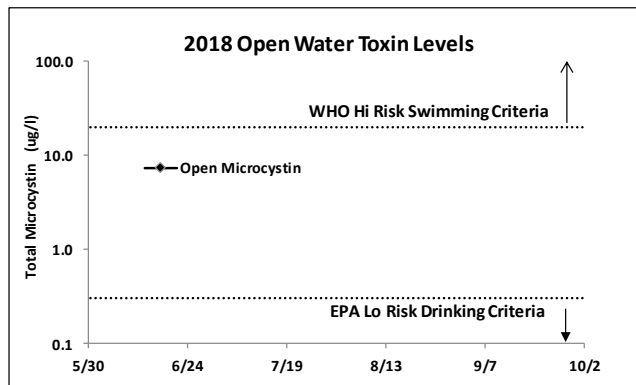 2018 Open Water Toxin Levels
100.0
WHO Hi Risk Swimming Criteria
10.0
Open Microcystin
Total Microcystin (ug/l)
1.0
EPA Lo Risk Drinking Criteria
0.1
5/30 6/24 7/19 8/13 9/7 10/2